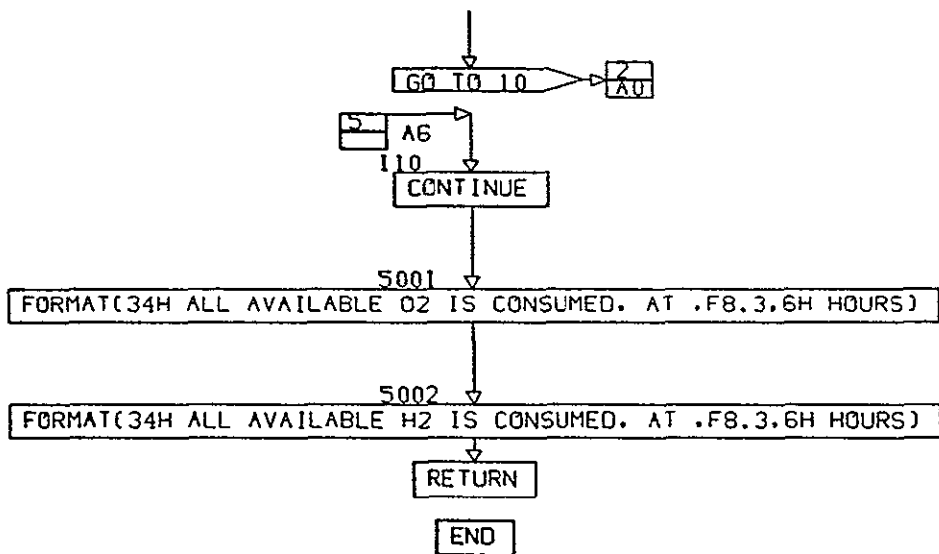 GO TO 10
2
A0
5
A6
110
CONTINUE
5001
FORMAT(34H ALL AVAILABLE O2 IS CONSUMED. AT .F8.3.6H HOURS)
5002
FORMAT(34H ALL AVAILABLE H2 IS CONSUMED. AT .F8.3.6H HOURS)
RETURN
END